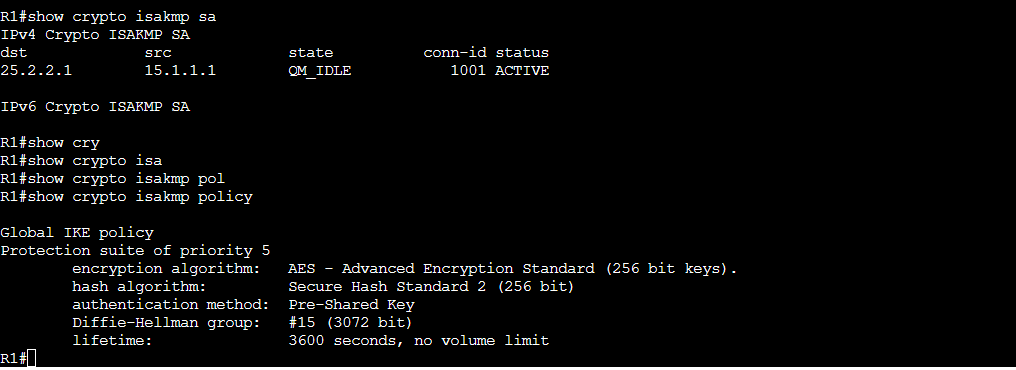 R1#show crypto isakmp sa
IPv4 Crypto ISAKMP SA
dst             src             state          conn-id status
25.2.2.1        15.1.1.1        QM_IDLE           1001 ACTIVE

IPv6 Crypto ISAKMP SA

R1#show cry
R1#show crypto isa
R1#show crypto isakmp pol
R1#show crypto isakmp policy

Global IKE policy
Protection suite of priority 5
        encryption algorithm:   AES - Advanced Encryption Standard (256 bit keys).
        hash algorithm:         Secure Hash Standard 2 (256 bit)
        authentication method:  Pre-Shared Key
        Diffie-Hellman group:   #15 (3072 bit)
        lifetime:               3600 seconds, no volume limit
R1#